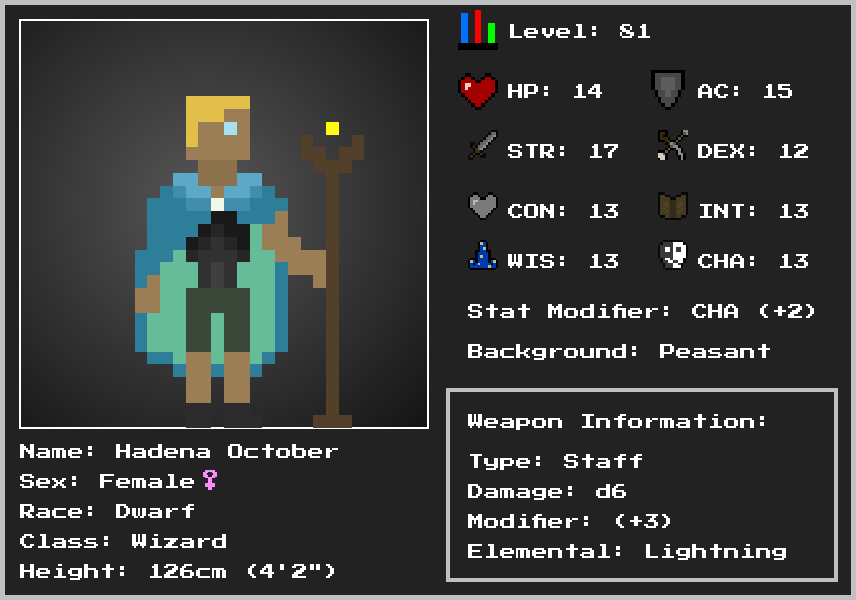 Level: 81
HP: 14
AC: 15
STR: 17
DEX: 12
CON: 13
INT: 13
WIS: 13
CHA: 13
Stat Modifier: CHA (+2)
Background: Peasant
Weapon Information:
Type: Staff
Damage: d6
Modifier: (+3)
Elemental: Lightning
Name: Hadena October
Sex: Female♀
Race: Dwarf
Class: Wizard
Height: 126cm (4'2")